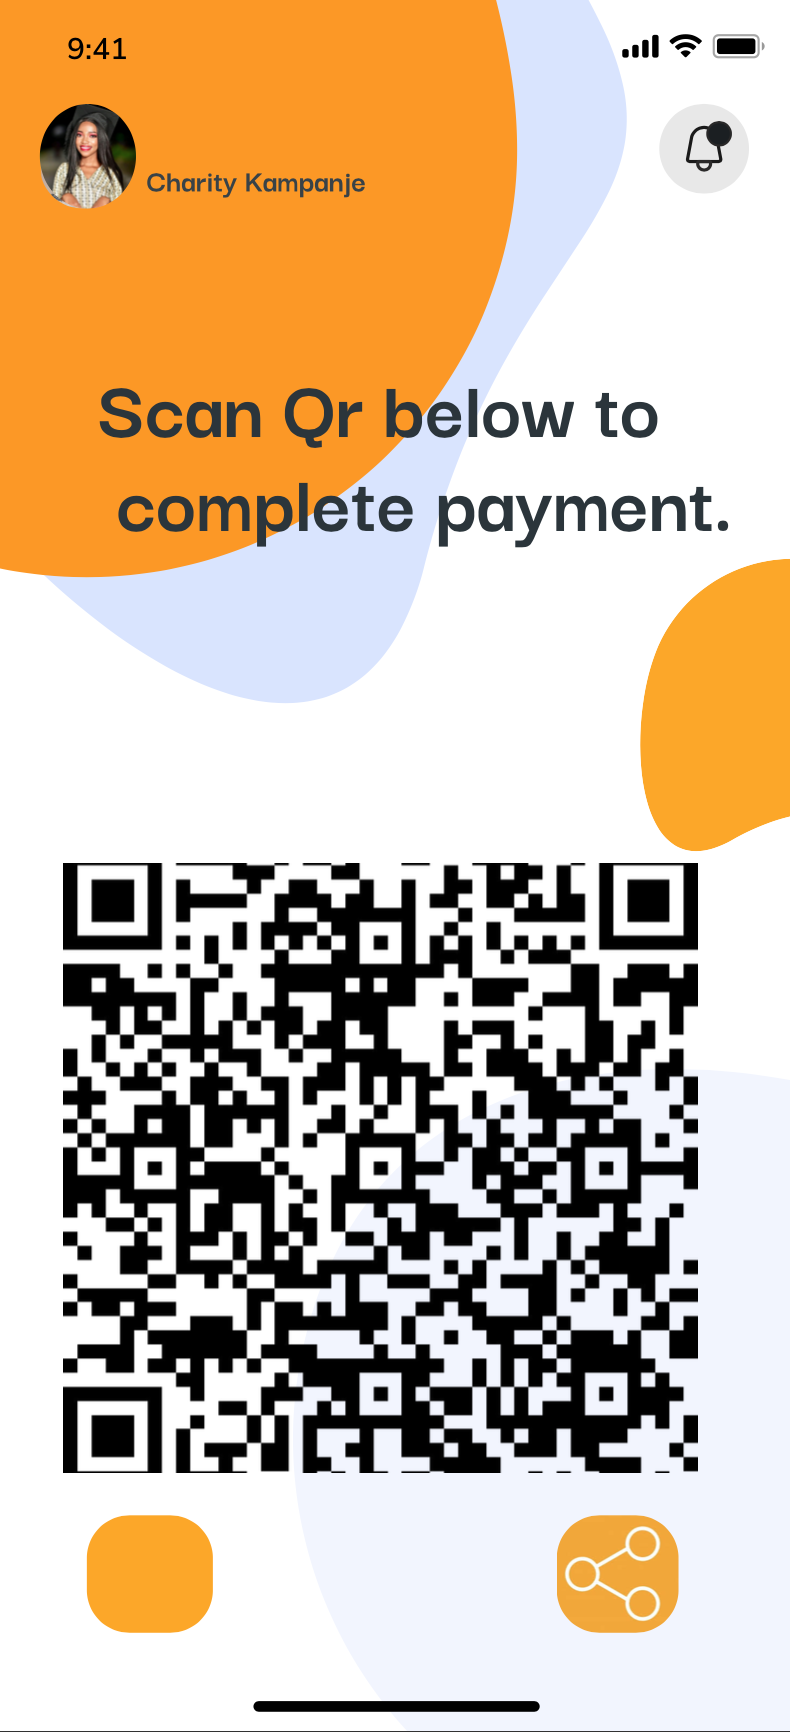 9:41
Charity Kampanje
Scan Qr below to
complete payment.